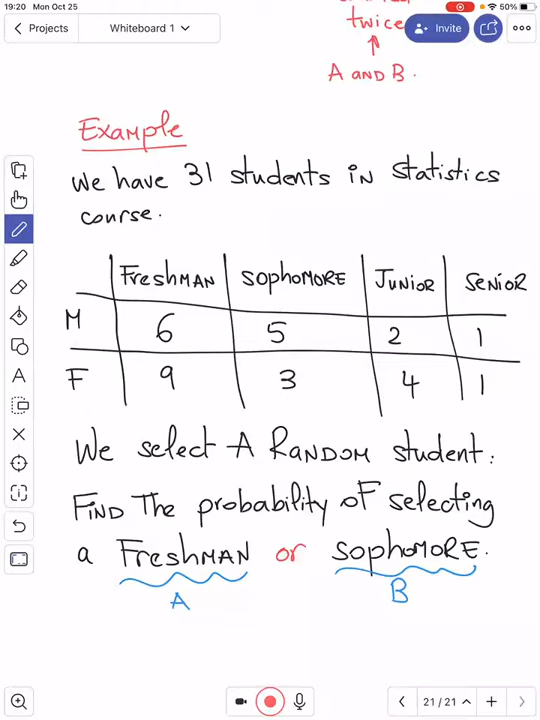 19:20 Mon Oct 25
50%
twice
Projects
Whiteboard 1
Invite
A AND B.
Example
We have 31 students in statistics
course.
Freshman sophomore Junior Senior
M 6 5 2 1
F 9 3 4 1
We select A Random student:
Find The probability of selecting
a Freshman or sophomore.
A B
21/21